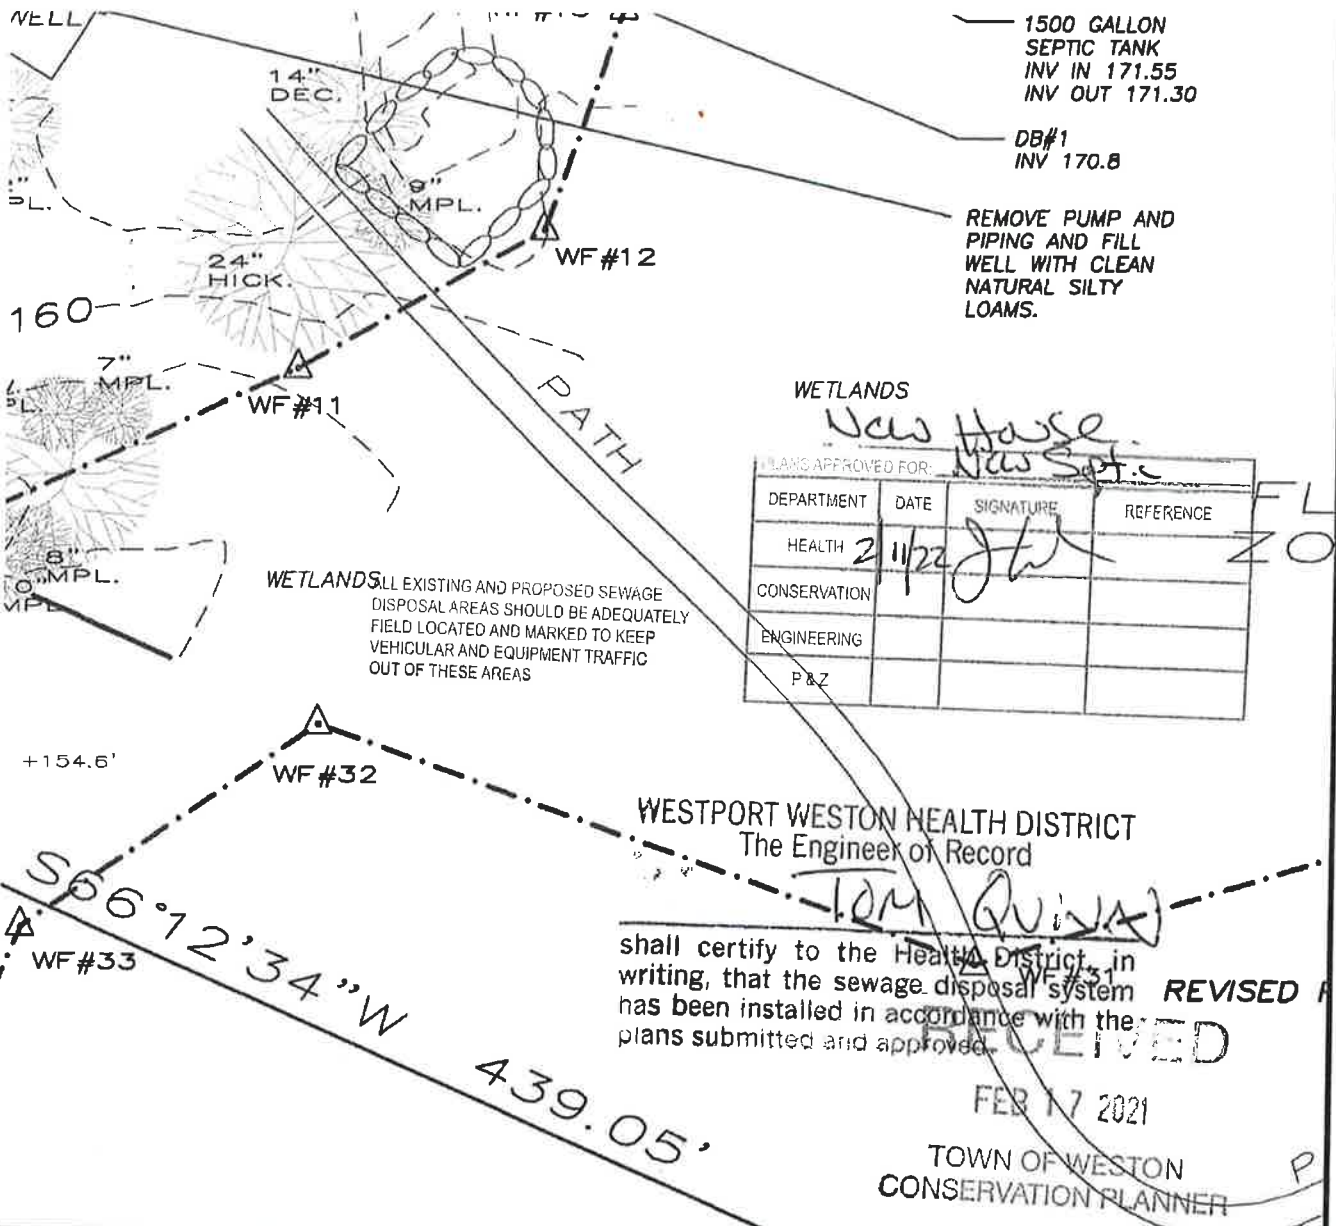 WELL
1500 GALLON
SEPTIC TANK
INV IN 171.55
INV OUT 171.30
14"
DEC.
DB#1
INV 170.8
9"
MPL.
REMOVE PUMP AND
PIPING AND FILL
WELL WITH CLEAN
NATURAL SILTY
LOAMS.
WF#12
24"
HICK.
160
7"
MPL.
WF#11
PATH
WETLANDS
New House
PLANS APPROVED FOR: New Septic
DEPARTMENT DATE SIGNATURE REFERENCE
HEALTH 2/11/22
CONSERVATION
ENGINEERING
P & Z
FL
ZO
8"
MPL.
0"
MPL
WETLANDS
ALL EXISTING AND PROPOSED SEWAGE
DISPOSAL AREAS SHOULD BE ADEQUATELY
FIELD LOCATED AND MARKED TO KEEP
VEHICULAR AND EQUIPMENT TRAFFIC
OUT OF THESE AREAS
+154.6'
WF#32
WESTPORT WESTON HEALTH DISTRICT
The Engineer of Record
TOM QUINN
shall certify to the Health District, in
writing, that the sewage disposal system
has been installed in accordance with the
plans submitted and approved.
WF#31
REVISED
WF#33
S66°12'34"W 439.05'
RECEIVED
FEB 17 2021
TOWN OF WESTON
CONSERVATION PLANNER
P